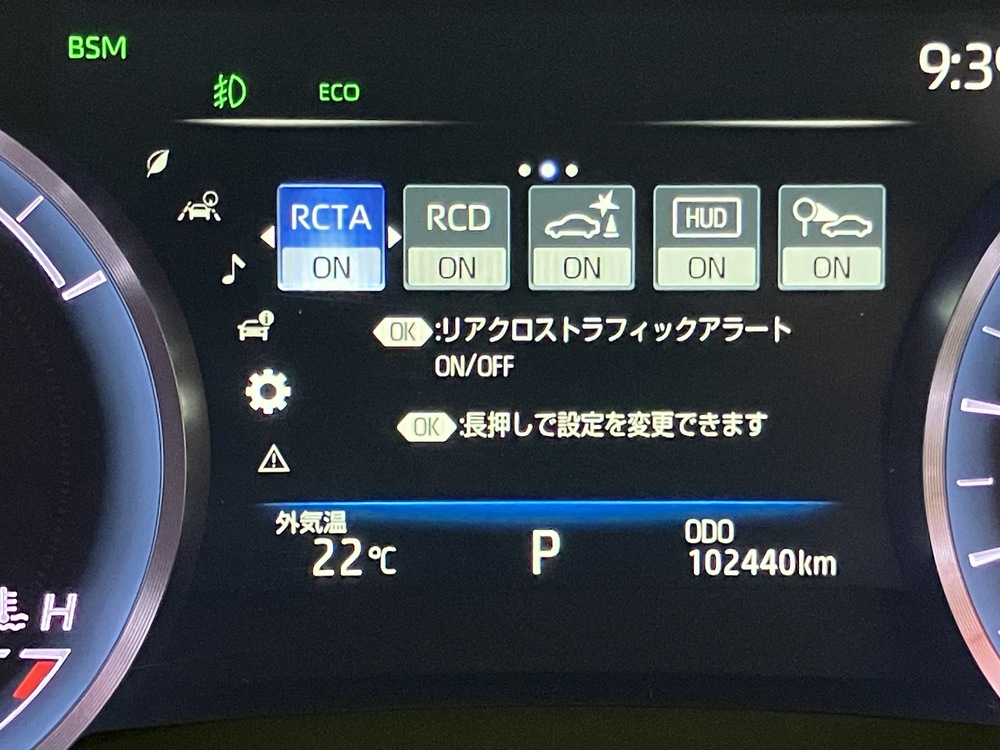 BSM
9:3
ECO
RCTA RCD HUD
ON ON ON ON ON
OK:リアクロストラフィックアラート
ON/OFF
OK:長押しで設定を変更できます
外気温
22℃
P
ODO
102440km
H